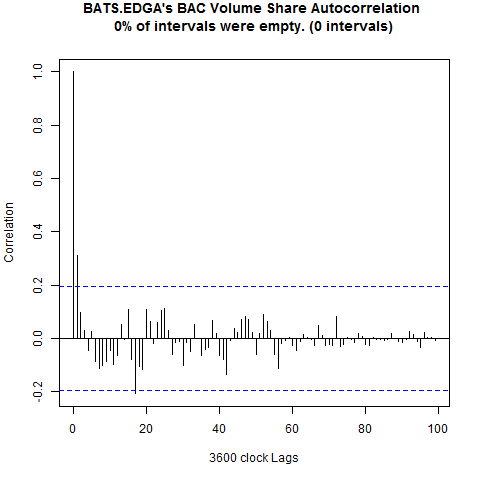 BATS.EDGA's BAC Volume Share Autocorrelation
0% of intervals were empty. (0 intervals)
Correlation
1.0
0.8
0.6
0.4
0.2
0.0
-0.2
0 20 40 60 80 100
3600 clock Lags